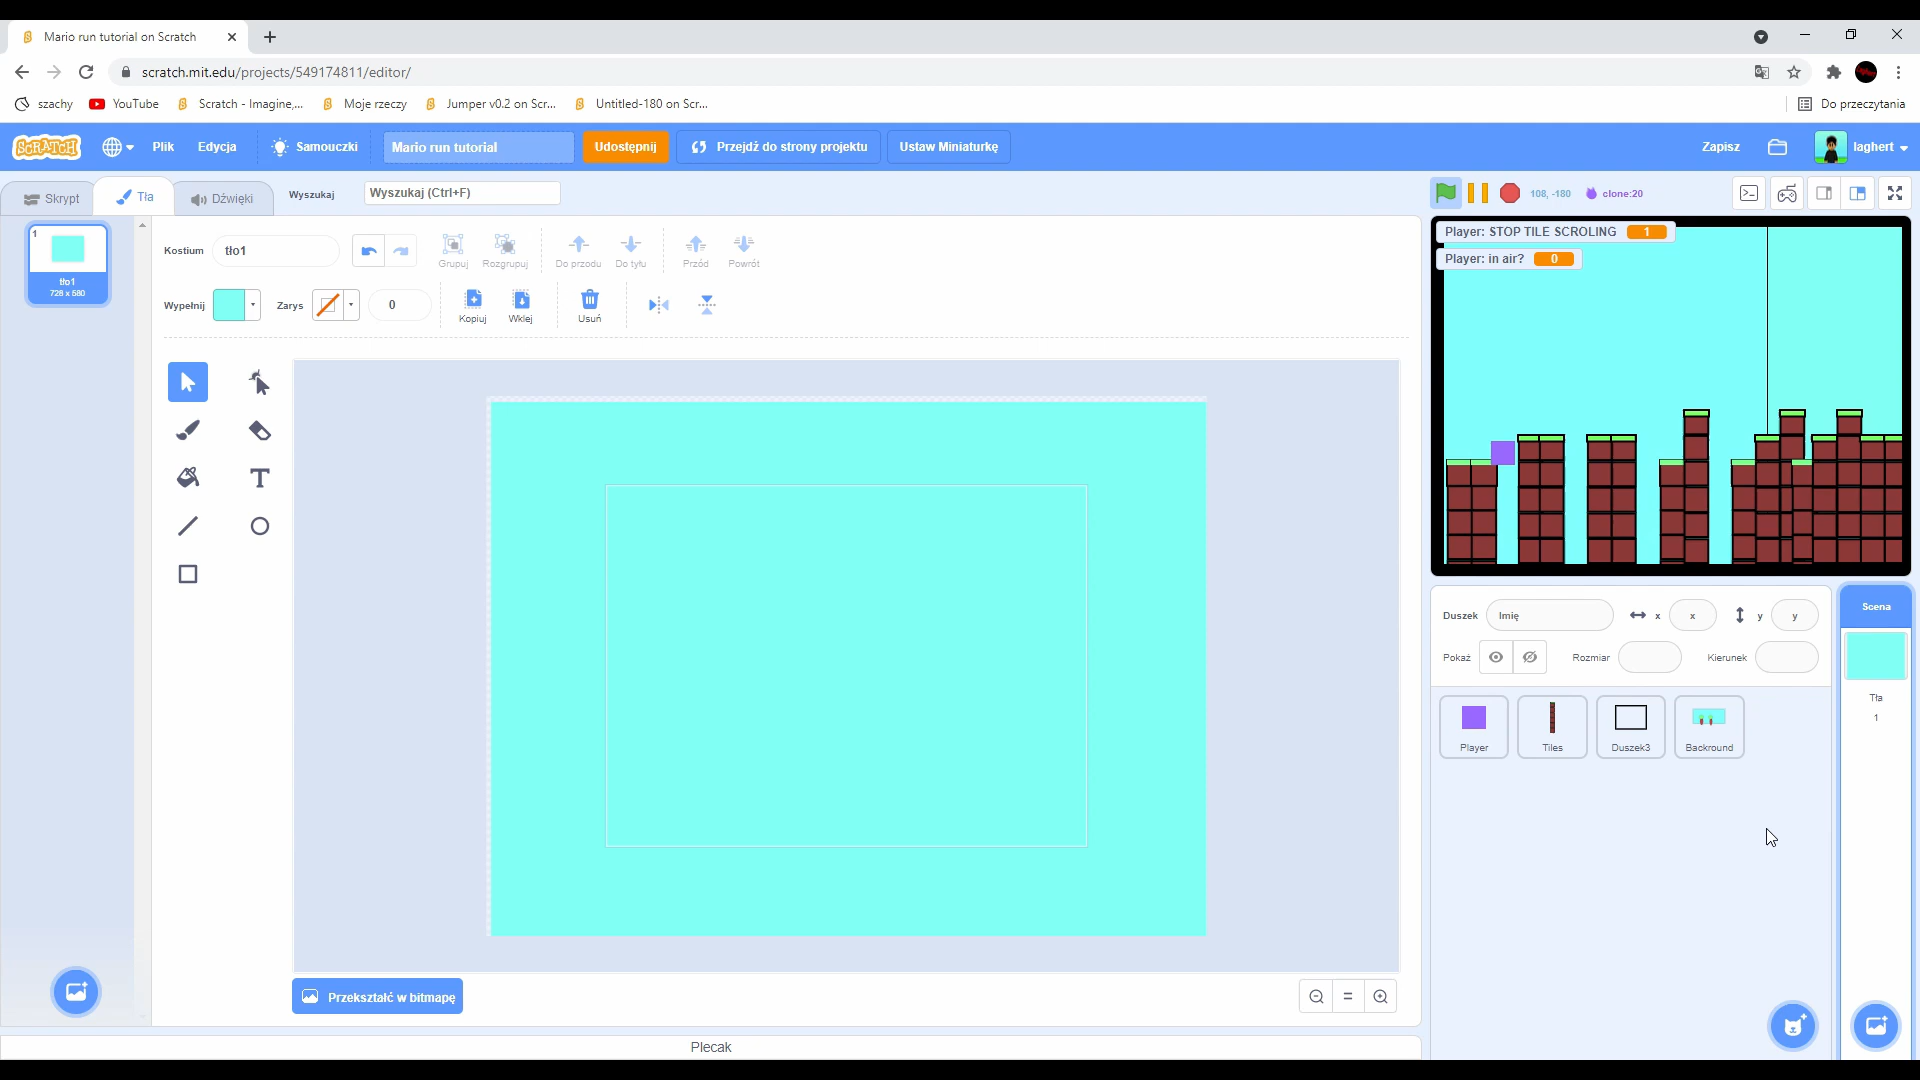 Mario run tutorial on Scratch
scratch.mit.edu/projects/549174811/editor/
szachy
YouTube
Scratch - Imagine,...
Moje rzeczy
Jumper v0.2 on Scr...
Untitled-180 on Scr...
Do przeczytania
SCRATCH
Plik
Edycja
Samouczki
Mario run tutorial
Udostępnij
Przejdź do strony projektu
Ustaw Miniaturkę
Zapisz
laghert
Skrypt
Tła
Dźwięki
Wyszukaj
Wyszukaj (Ctrl+F)
108, -180
clone:20
1
tło1
728 x 580
Kostium
tło1
Grupuj
Rozgrupuj
Do przodu
Do tyłu
Przód
Powrót
Wypełnij
Zarys
0
Kopiuj
Wklej
Usuń
Player: STOP TILE SCROLING 1
Player: in air? 0
Duszek
Imię
x
x
y
y
Pokaż
Rozmiar
Kierunek
Scena
Tła
1
Player
Tiles
Duszek3
Backround
Przekształć w bitmapę
Plecak